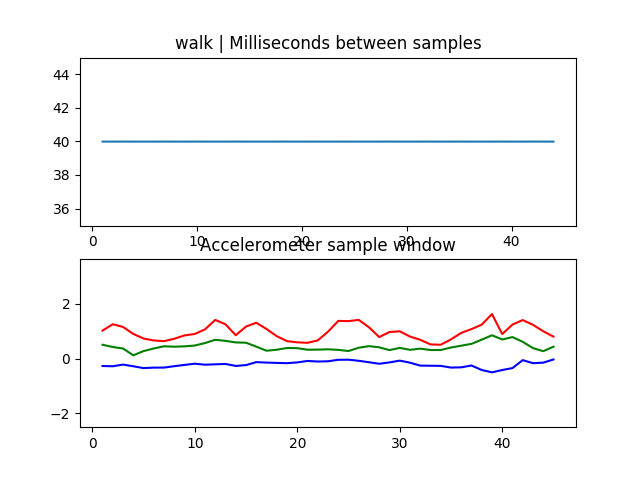 walk | Milliseconds between samples
44
42
40
38
36
0 10 20 30 40
Accelerometer sample window
2
0
−2
0 10 20 30 40